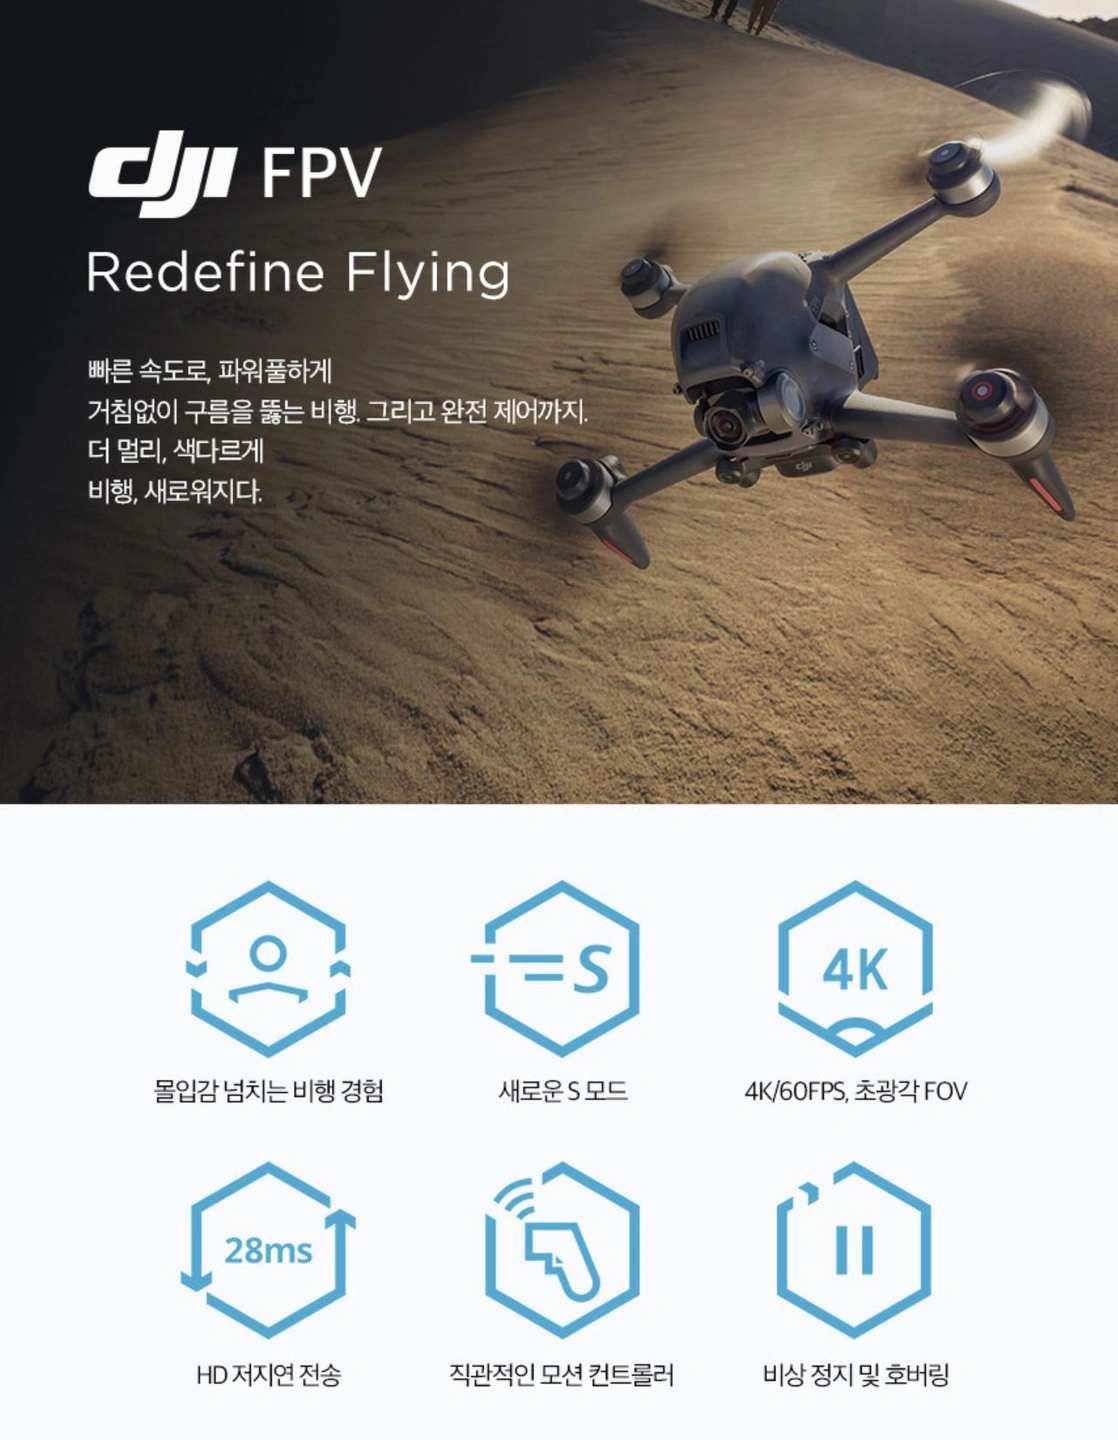 dji FPV
Redefine Flying
빠른 속도로, 파워풀하게
거침없이 구름을 뚫는 비행. 그리고 완전 제어까지.
더 멀리, 색다르게
비행, 새로워지다.
dji
S
4K
몰입감 넘치는 비행 경험
새로운 S 모드
4K/60FPS, 초광각 FOV
28ms
HD 저지연 전송
직관적인 모션 컨트롤러
비상 정지 및 호버링